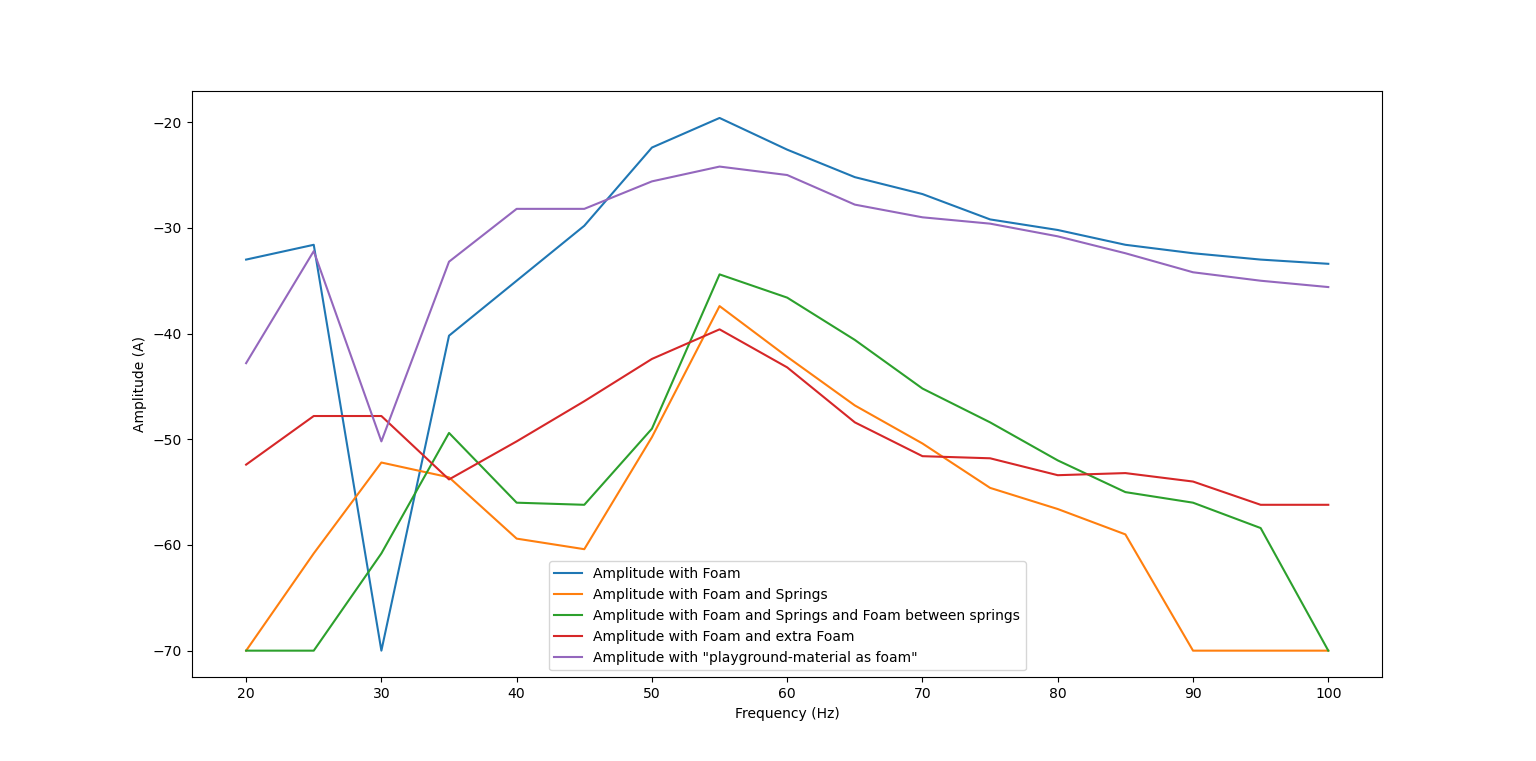 Amplitude (A)
−20
−30
−40
−50
−60
−70
Amplitude with Foam
Amplitude with Foam and Springs
Amplitude with Foam and Springs and Foam between springs
Amplitude with Foam and extra Foam
Amplitude with "playground-material as foam"
20 30 40 50 60 70 80 90 100
Frequency (Hz)